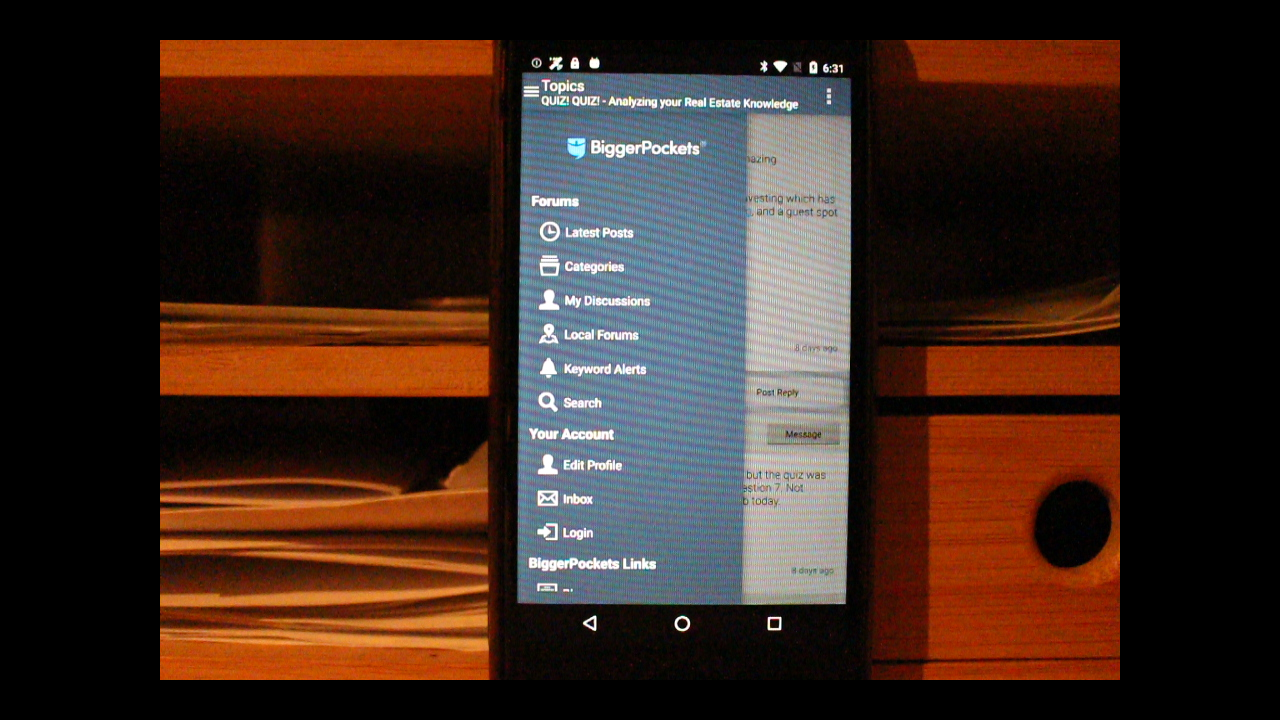 6:31
Topics
QUIZ! QUIZ! - Analyzing your Real Estate Knowledge
BiggerPockets
Forums
Latest Posts
Categories
My Discussions
Local Forums
Keyword Alerts
Search
Your Account
Edit Profile
Inbox
Login
BiggerPockets Links
vesting which has
, and a guest spot
8 days ago
Post Reply
Message
but the quiz was
estion 7. Not
today.
8 days ago